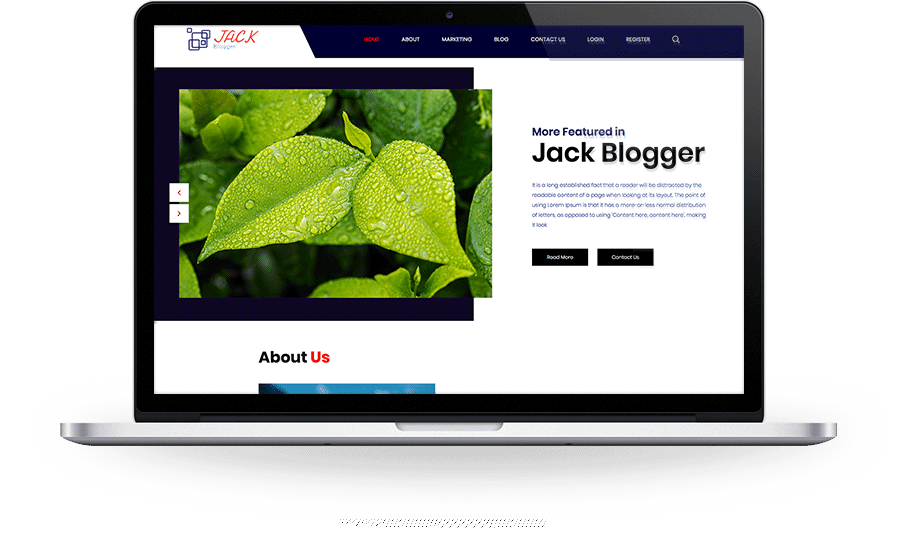 JACK
Blogger
HOME ABOUT MARKETING BLOG CONTACT US LOGIN REGISTER
More Featured in
Jack Blogger
It is a long established fact that a reader will be distracted by the
readable content of a page when looking at its layout. The point of
using Lorem Ipsum is that it has a more-or-less normal distribution
of letters, as opposed to using 'Content here, content here', making
it look
Read More Contact Us
About Us